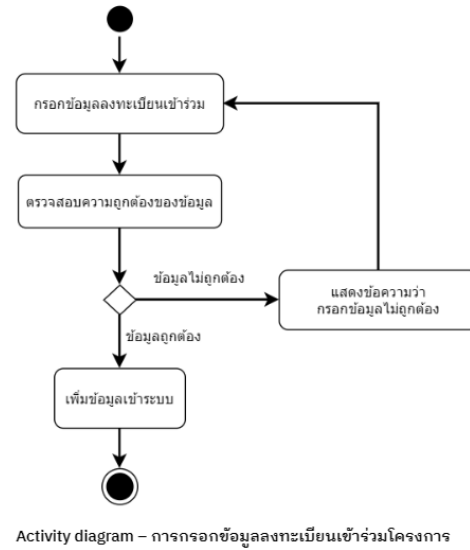 กรอกข้อมูลลงทะเบียนเข้าร่วม
ตรวจสอบความถูกต้องของข้อมูล
ข้อมูลไม่ถูกต้อง
แสดงข้อความว่า
กรอกข้อมูลไม่ถูกต้อง
ข้อมูลถูกต้อง
เพิ่มข้อมูลเข้าระบบ
Activity diagram – การกรอกข้อมูลลงทะเบียนเข้าร่วมโครงการ